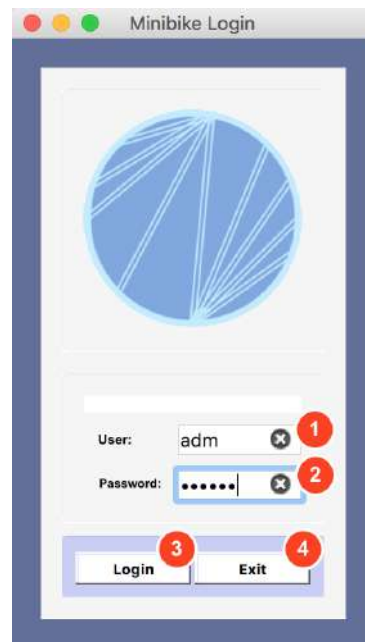 Minibike Login
User: adm 1
Password: •••••• 2
3 4
Login Exit